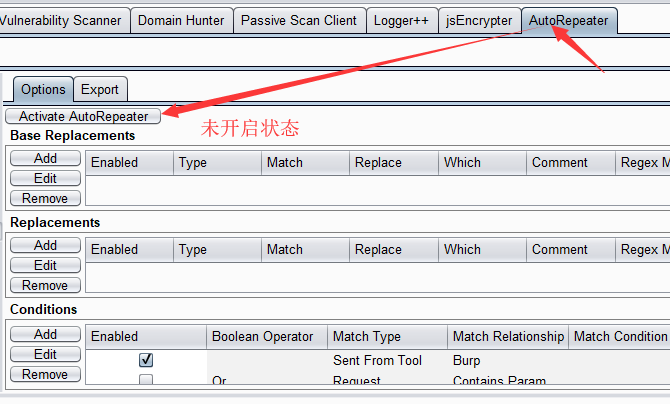 Vulnerability Scanner Domain Hunter Passive Scan Client Logger++ jsEncrypter AutoRepeater
Options Export
Activate AutoRepeater
未开启状态
Base Replacements
Add Enabled Type Match Replace Which Comment Regex M
Edit
Remove
Replacements
Add Enabled Type Match Replace Which Comment Regex M
Edit
Remove
Conditions
Add Enabled Boolean Operator Match Type Match Relationship Match Condition
Edit Sent From Tool Burp
Remove Or Request Contains Param